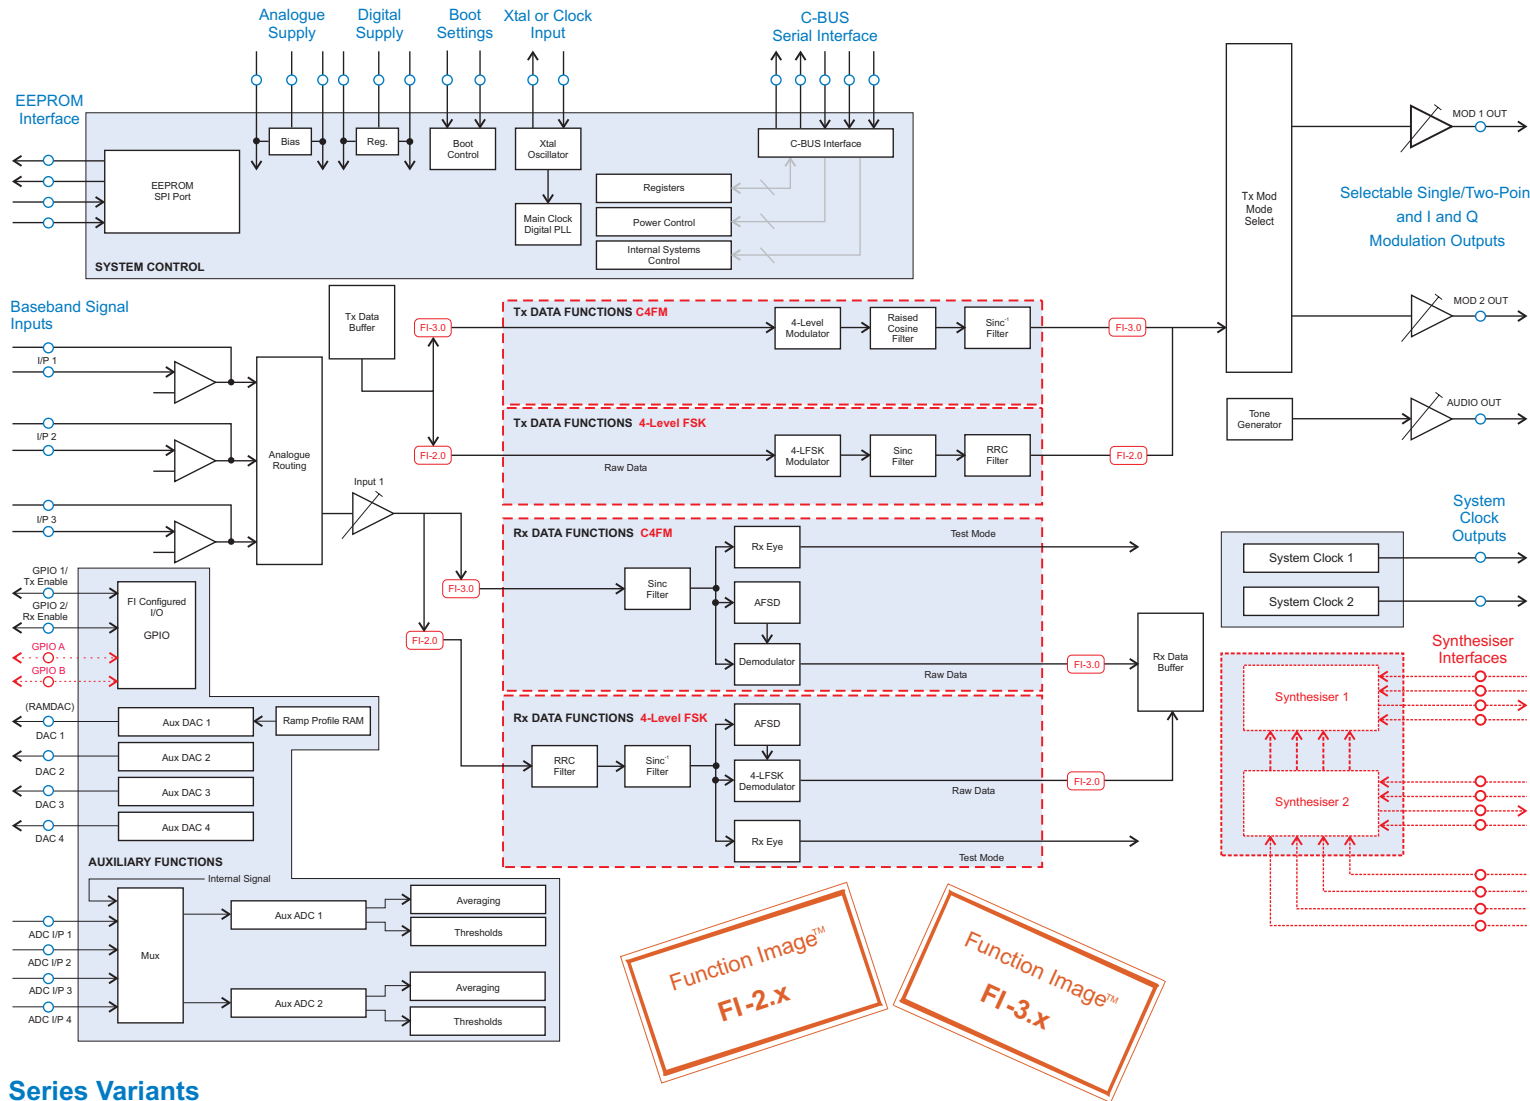 Analogue
Supply
Digital
Supply
Boot
Settings
Xtal or Clock
Input
C-BUS
Serial Interface
EEPROM
Interface
Bias
Reg.
Boot
Control
Xtal
Oscillator
C-BUS Interface
EEPROM
SPI Port
Registers
Main Clock
Digital PLL
Power Control
Internal Systems
Control
SYSTEM CONTROL
Tx Mod
Mode
Select
MOD 1 OUT
Selectable Single/Two-Poin
and I and Q
Modulation Outputs
MOD 2 OUT
Tone
Generator
AUDIO OUT
Baseband Signal
Inputs
I/P 1
I/P 2
I/P 3
Analogue
Routing
Input 1
Tx Data
Buffer
FI-3.0
FI-2.0
Tx DATA FUNCTIONS C4FM
4-Level
Modulator
Raised
Cosine
Filter
Sinc-1
Filter
FI-3.0
Tx DATA FUNCTIONS 4-Level FSK
Raw Data
4-LFSK
Modulator
Sinc
Filter
RRC
Filter
FI-2.0
Rx DATA FUNCTIONS C4FM
Rx Eye
Test Mode
FI-3.0
Sinc
Filter
AFSD
FI-2.0
Demodulator
Raw Data
FI-3.0
Rx Data
Buffer
Rx DATA FUNCTIONS 4-Level FSK
AFSD
RRC
Filter
Sinc-1
Filter
4-LFSK
Demodulator
Raw Data
FI-2.0
Rx Eye
Test Mode
System
Clock
Outputs
System Clock 1
System Clock 2
Synthesiser
Interfaces
Synthesiser 1
Synthesiser 2
GPIO 1/
Tx Enable
GPIO 2/
Rx Enable
GPIO A
GPIO B
FI Configured
I/O
GPIO
(RAMDAC)
DAC 1
DAC 2
DAC 3
DAC 4
Aux DAC 1
Ramp Profile RAM
Aux DAC 2
Aux DAC 3
Aux DAC 4
AUXILIARY FUNCTIONS
Internal Signal
ADC I/P 1
ADC I/P 2
ADC I/P 3
ADC I/P 4
Mux
Aux ADC 1
Averaging
Thresholds
Aux ADC 2
Averaging
Thresholds
Function Image™
FI-2.x
Function Image™
FI-3.x
Series Variants